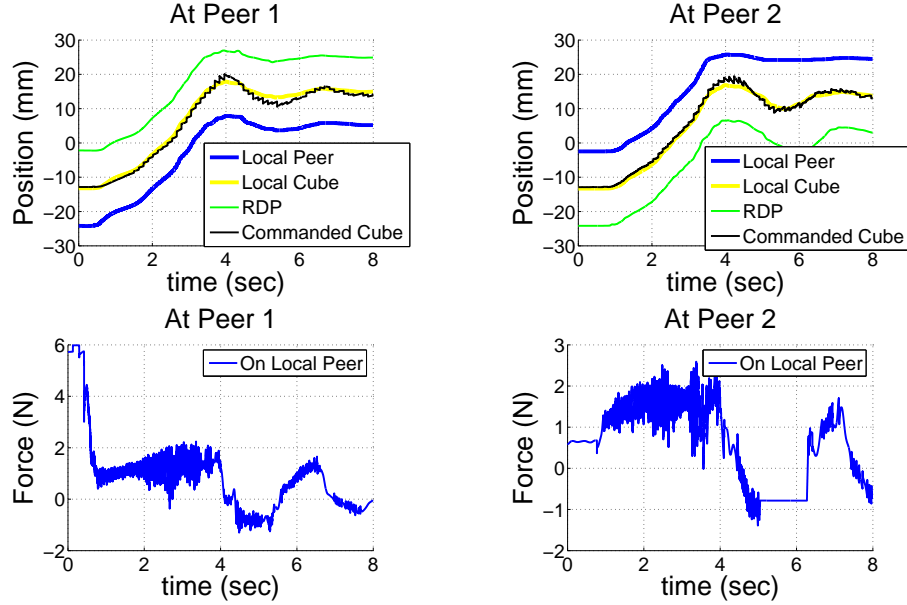 At Peer 1
Position (mm)
30
20
10
0
−10
−20
−30
0 2 4 6 8
time (sec)
Local Peer
Local Cube
RDP
Commanded Cube
At Peer 2
Position (mm)
30
20
10
0
−10
−20
−30
0 2 4 6 8
time (sec)
Local Peer
Local Cube
RDP
Commanded Cube
At Peer 1
Force (N)
6
4
2
0
−2
0 2 4 6 8
time (sec)
On Local Peer
At Peer 2
Force (N)
3
2
1
0
−1
−2
0 2 4 6 8
time (sec)
On Local Peer